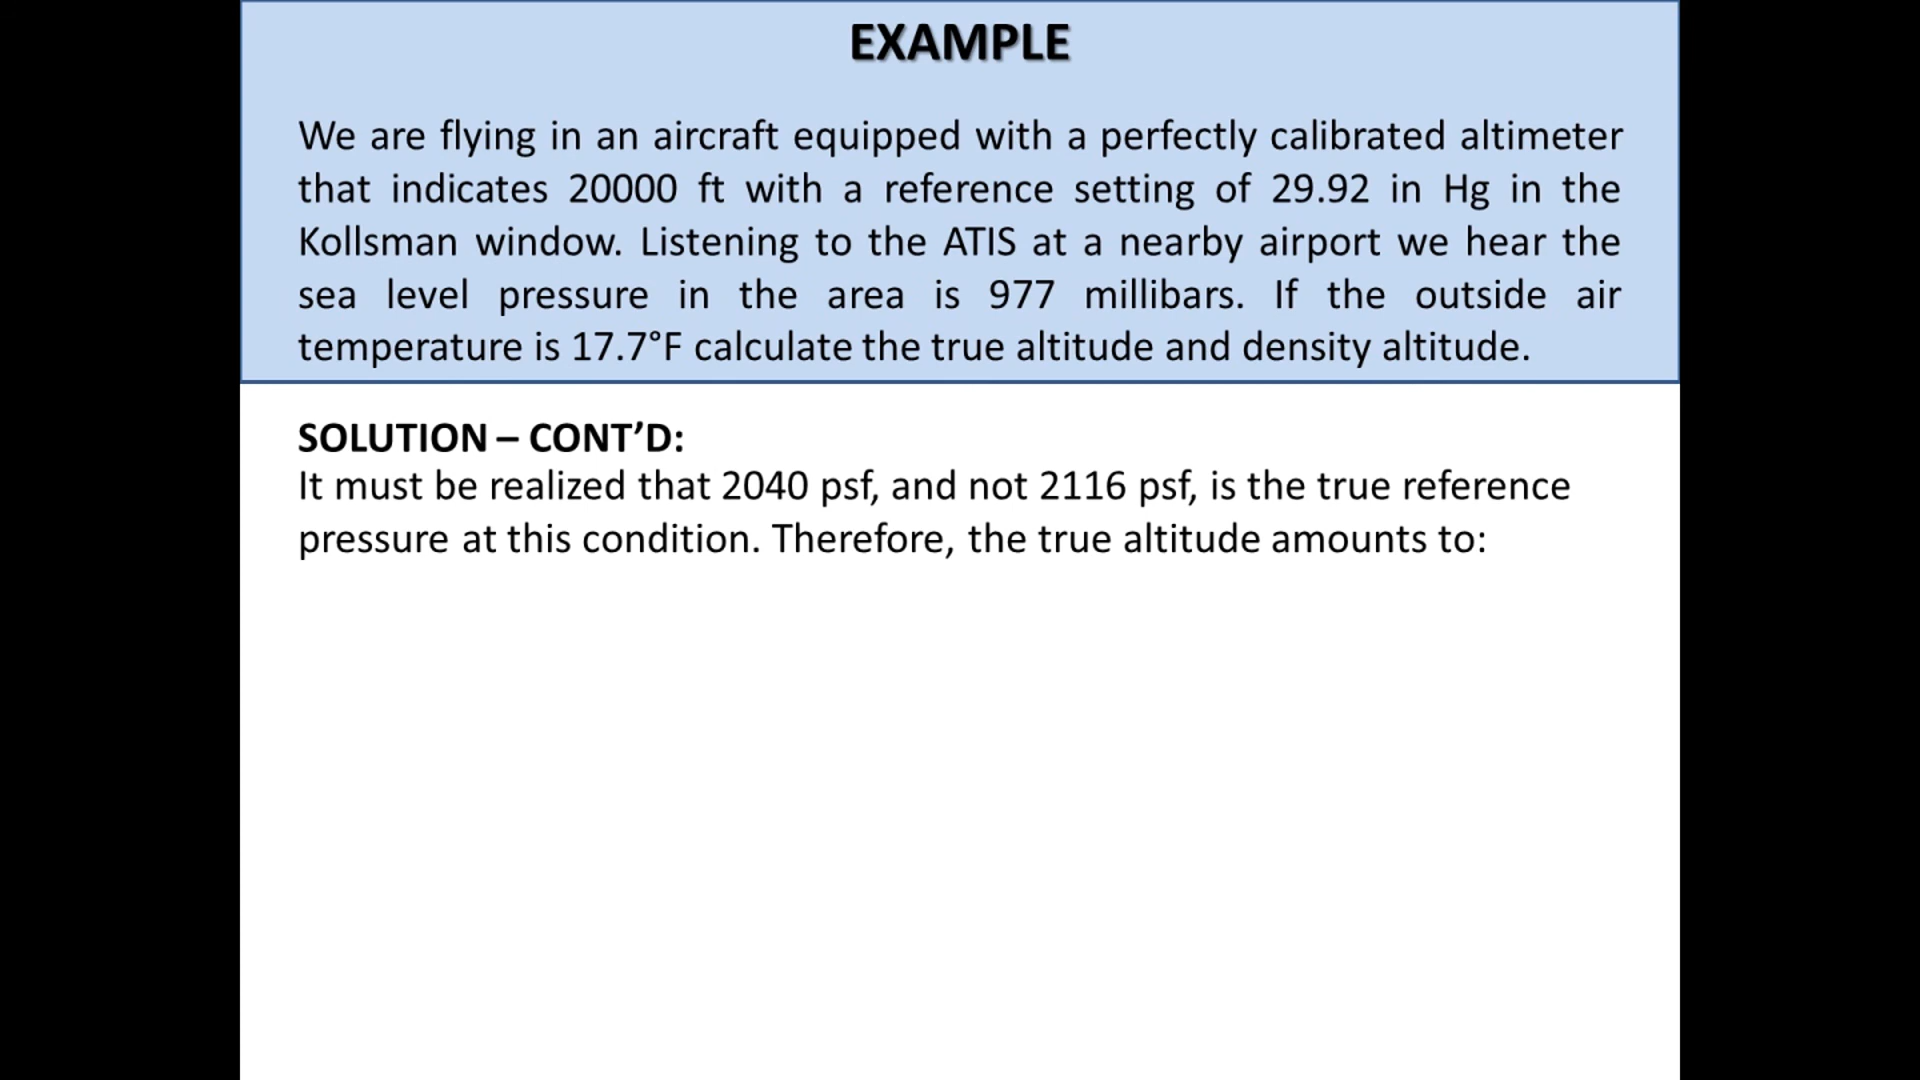 EXAMPLE
We are flying in an aircraft equipped with a perfectly calibrated altimeter
that indicates 20000 ft with a reference setting of 29.92 in Hg in the
Kollsman window. Listening to the ATIS at a nearby airport we hear the
sea level pressure in the area is 977 millibars. If the outside air
temperature is 17.7°F calculate the true altitude and density altitude.
SOLUTION – CONT’D:
It must be realized that 2040 psf, and not 2116 psf, is the true reference
pressure at this condition. Therefore, the true altitude amounts to: